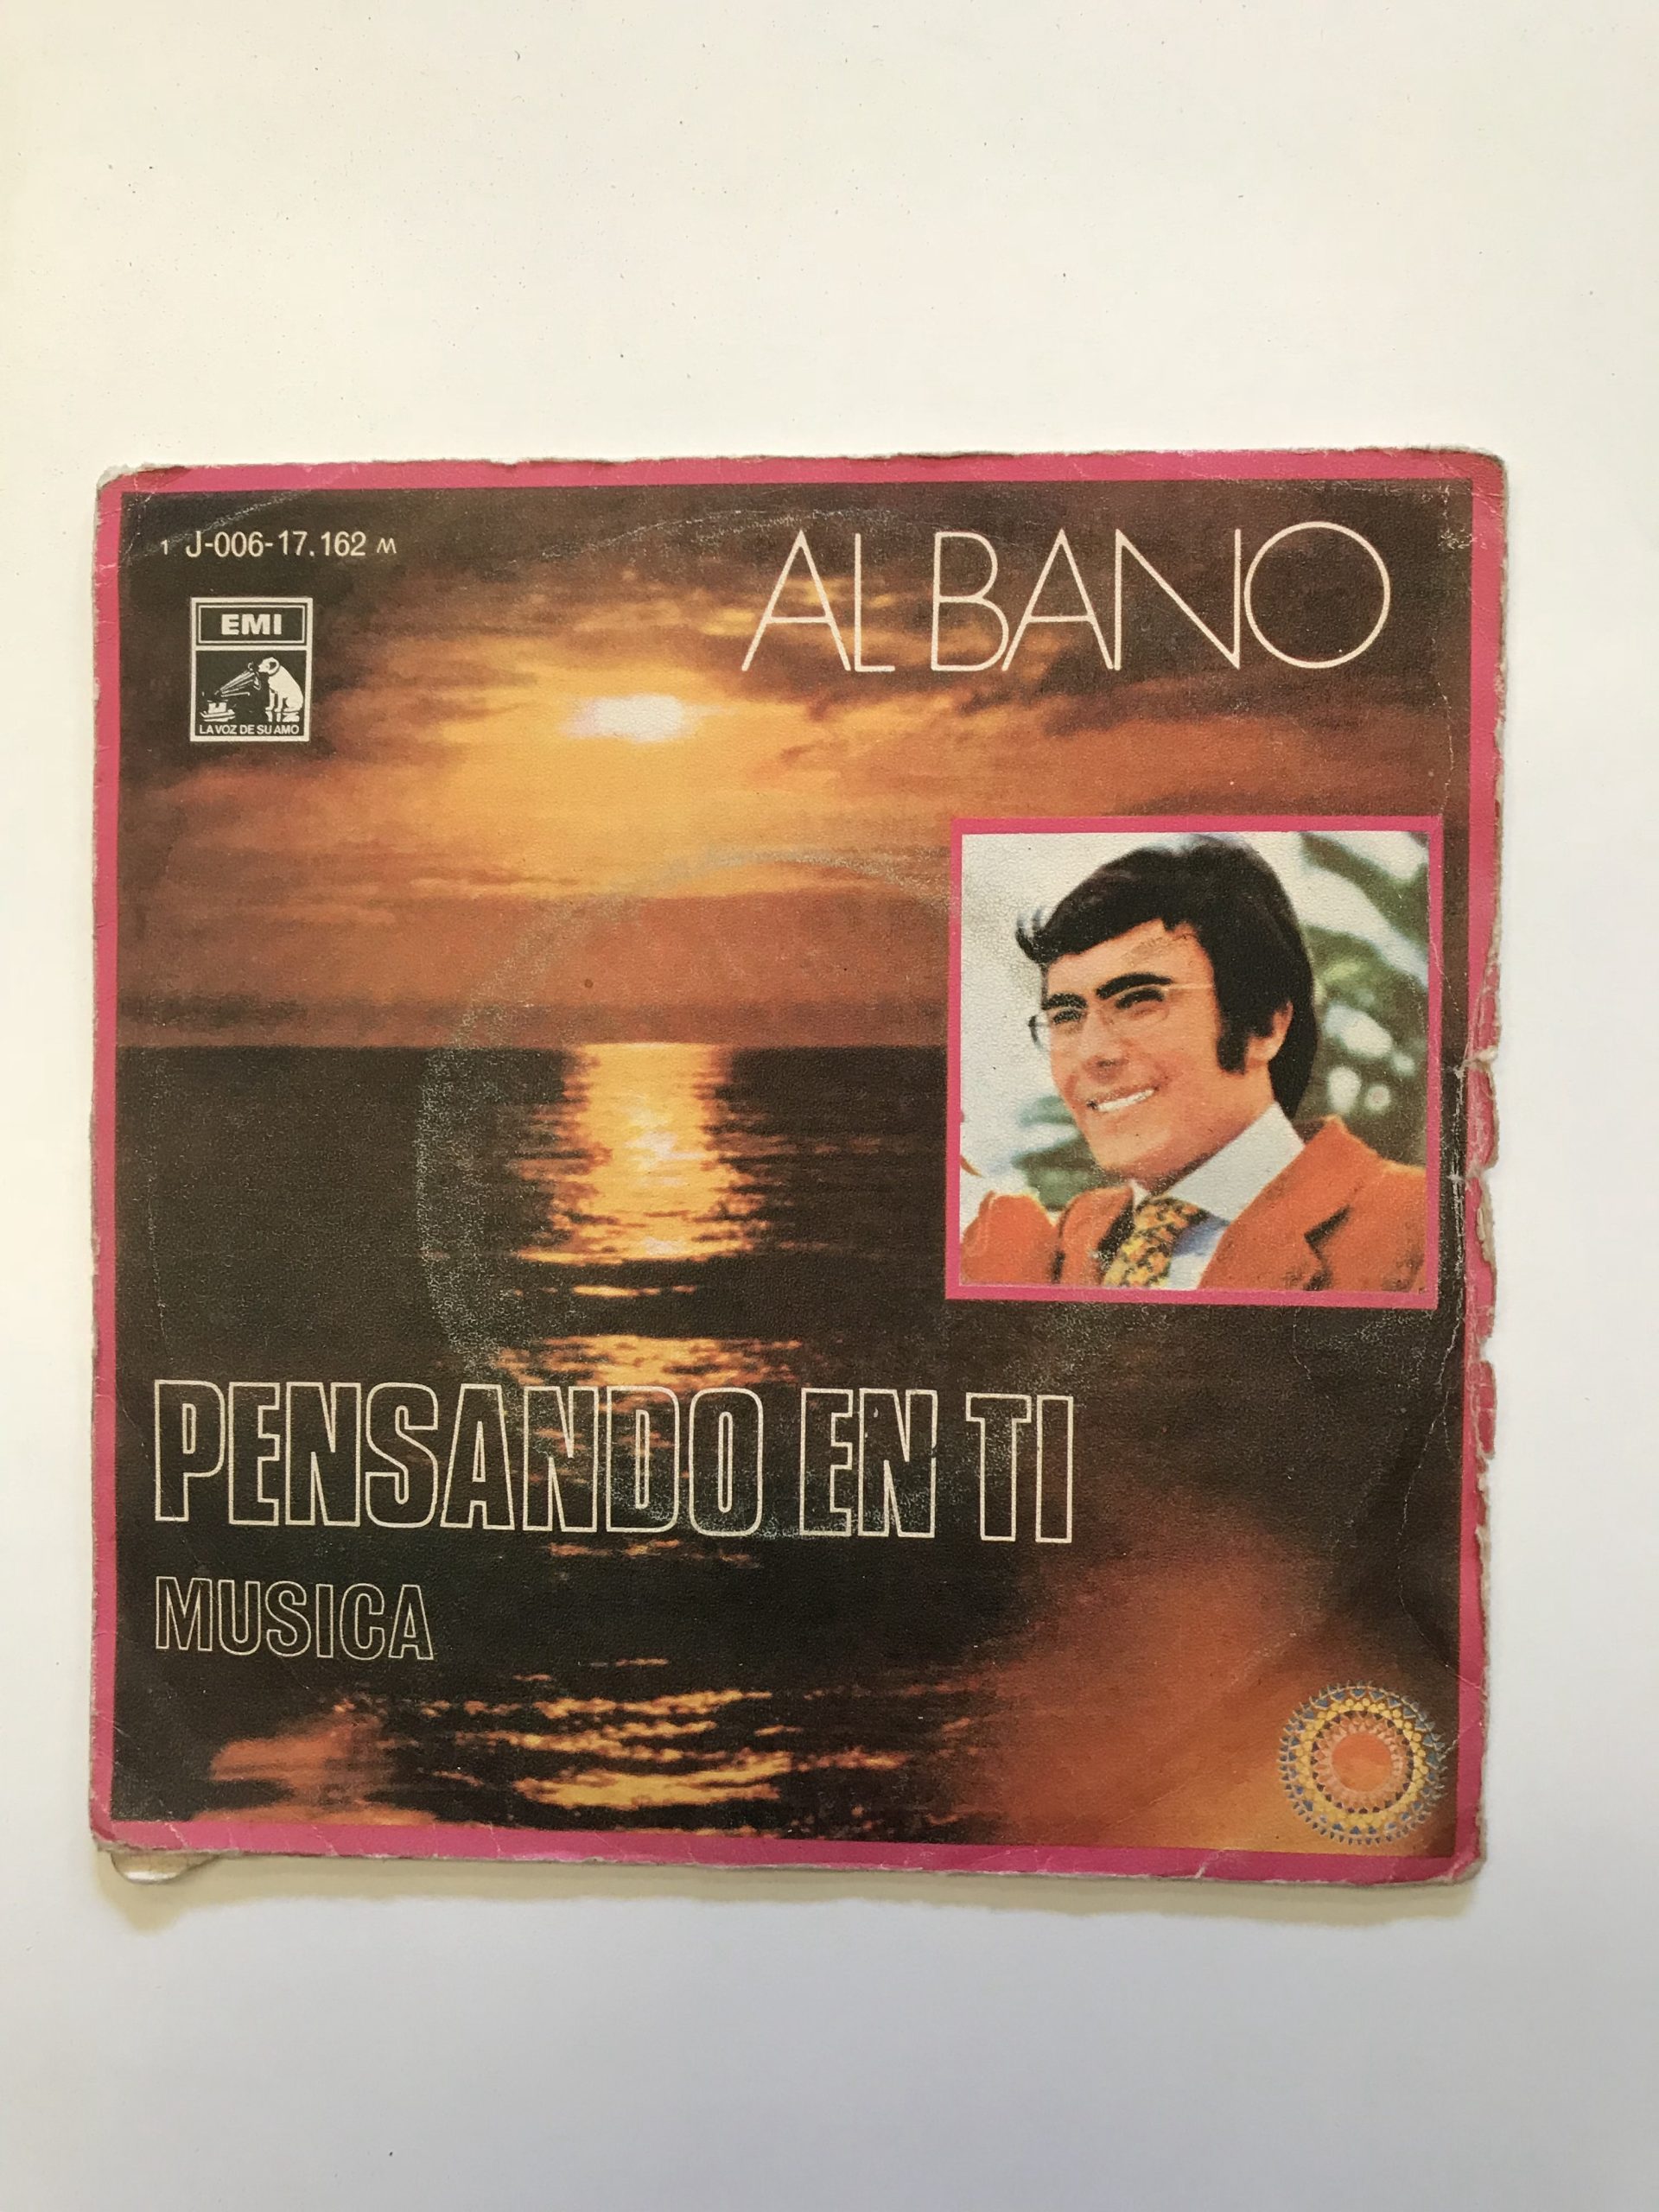 1 J-006-17.162 M
AL BANO
EMI
LA VOZ DE SU AMO
PENSANDO EN TI
MUSICA